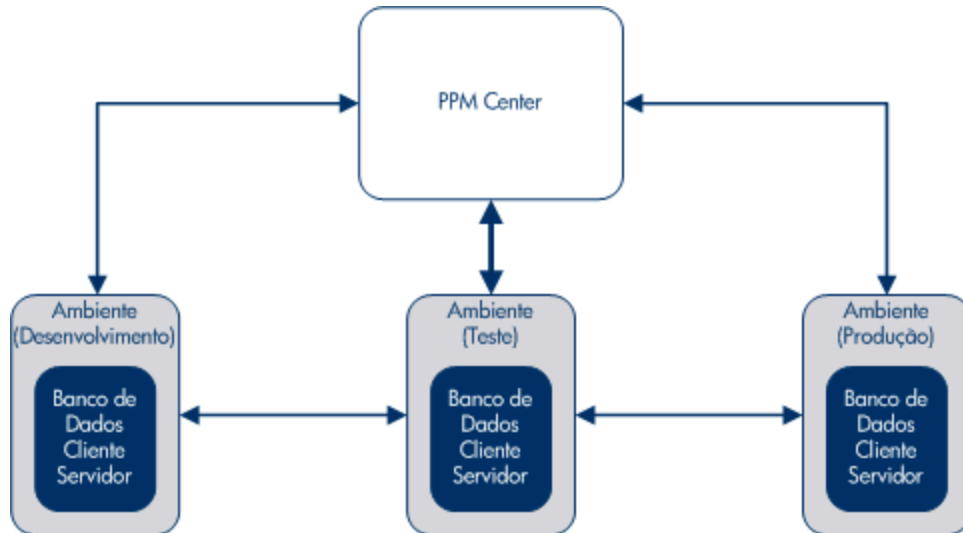 PPM Center
Ambiente
(Desenvolvimento)
Banco de
Dados
Cliente
Servidor
Ambiente
(Teste)
Banco de
Dados
Cliente
Servidor
Ambiente
(Produção)
Banco de
Dados
Cliente
Servidor